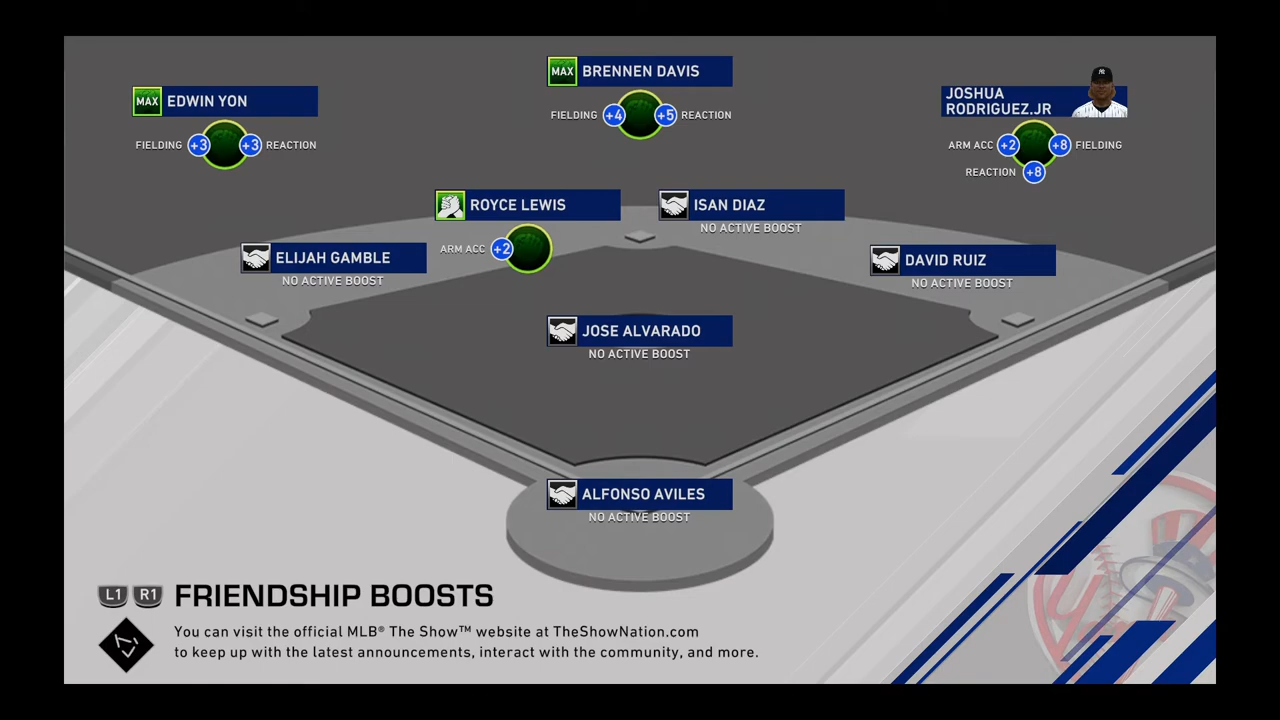 MAX BRENNEN DAVIS
FIELDING +4 +5 REACTION
MAX EDWIN YON
FIELDING +3 +3 REACTION
JOSHUA
RODRIGUEZ.JR
ARM ACC +2 +8 FIELDING
REACTION +8
ROYCE LEWIS
ARM ACC +2
ISAN DIAZ
NO ACTIVE BOOST
ELIJAH GAMBLE
NO ACTIVE BOOST
DAVID RUIZ
NO ACTIVE BOOST
JOSE ALVARADO
NO ACTIVE BOOST
ALFONSO AVILES
NO ACTIVE BOOST
L1 R1 FRIENDSHIP BOOSTS
You can visit the official MLB® The Show™ website at TheShowNation.com
to keep up with the latest announcements, interact with the community, and more.